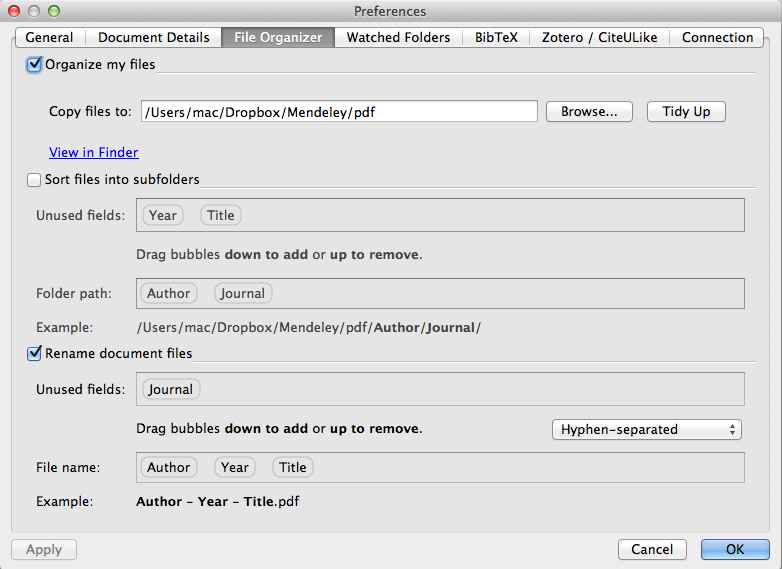 Preferences
General Document Details File Organizer Watched Folders BibTeX Zotero / CiteULike Connection
Organize my files
Copy files to: /Users/mac/Dropbox/Mendeley/pdf Browse... Tidy Up
View in Finder
Sort files into subfolders
Unused fields: Year Title
Drag bubbles down to add or up to remove.
Folder path: Author Journal
Example: /Users/mac/Dropbox/Mendeley/pdf/Author/Journal/
Rename document files
Unused fields: Journal
Drag bubbles down to add or up to remove. Hyphen-separated
File name: Author Year Title
Example: Author - Year - Title.pdf
Apply Cancel OK